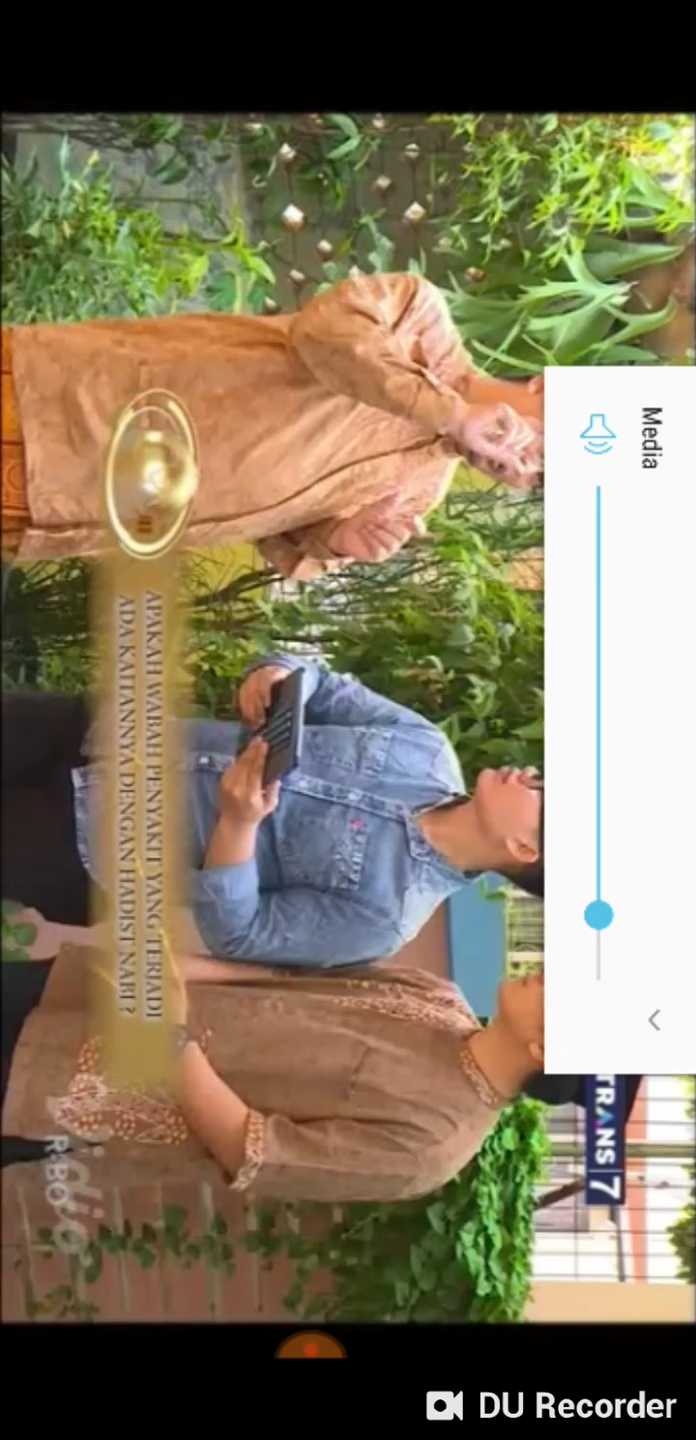 Media
TRANS 7
APAKAH WABAH PENYAKIT YANG TERJADI
ADA KAITANNYA DENGAN HADIST NABI ?
DU Recorder